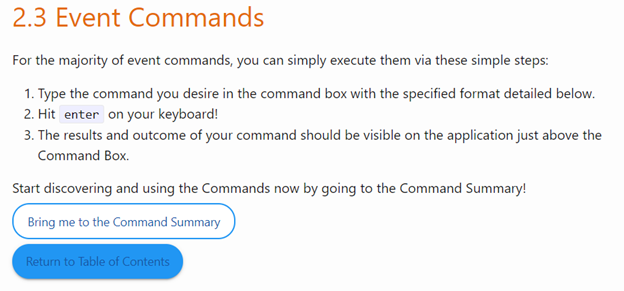 2.3 Event Commands
For the majority of event commands, you can simply execute them via these simple steps:
1. Type the command you desire in the command box with the specified format detailed below.
2. Hit enter on your keyboard!
3. The results and outcome of your command should be visible on the application just above the
Command Box.
Start discovering and using the Commands now by going to the Command Summary!
Bring me to the Command Summary
Return to Table of Contents